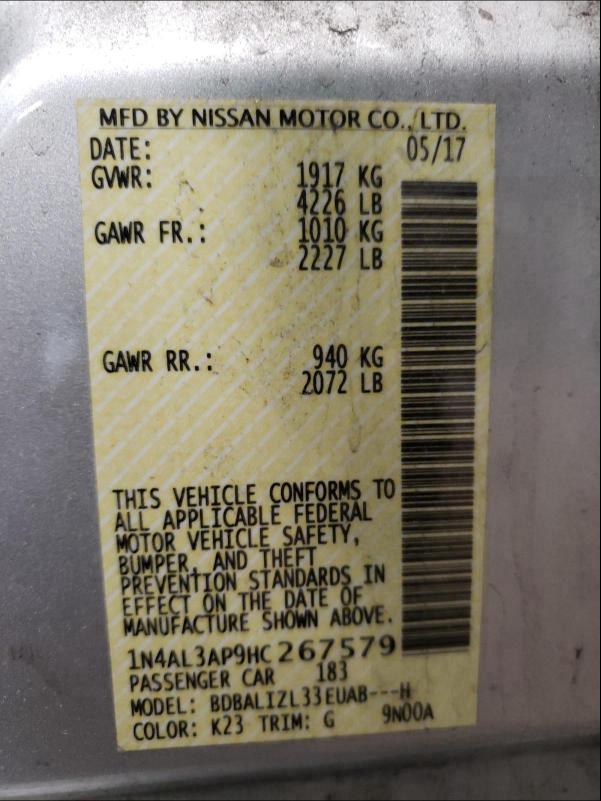 MFD BY NISSAN MOTOR CO., LTD.
DATE: 05/17
GVWR: 1917 KG
4226 LB
GAWR FR.: 1010 KG
2227 LB
GAWR RR.: 940 KG
2072 LB
THIS VEHICLE CONFORMS TO
ALL APPLICABLE FEDERAL
MOTOR VEHICLE SAFETY,
BUMPER, AND THEFT
PREVENTION STANDARDS IN
EFFECT ON THE DATE OF
MANUFACTURE SHOWN ABOVE.
1N4AL3AP9HC267579
PASSENGER CAR 183
MODEL: BDBALIZL33EUAB---H
COLOR: K23 TRIM: G 9N00A